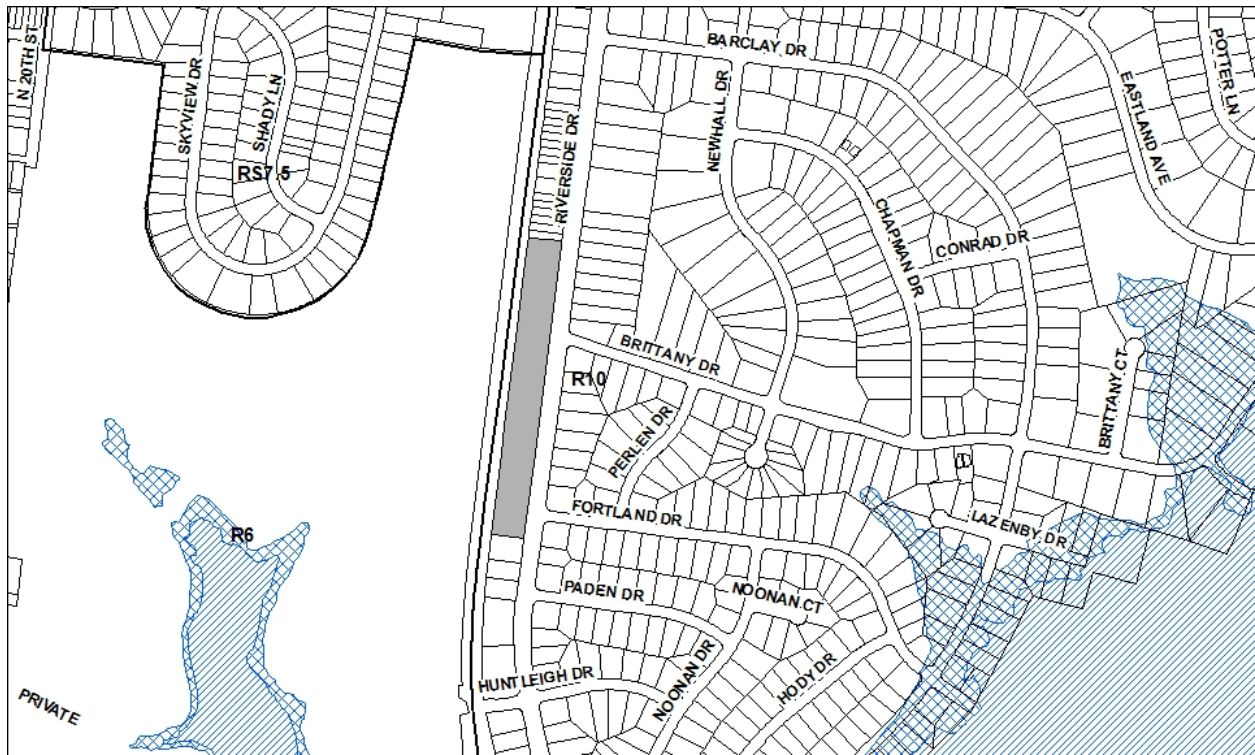 N 20TH ST
SKYVIEW DR
SHADY LN
RS7.5
RIVERSIDE DR
BARCLAY DR
NEWHALL DR
EASTLAND AVE
POTTER LN
CHAPMAN DR
CONRAD DR
BRITTANY DR
R10
PERLEN DR
BRITTANY CT
FORTLAND DR
LAZENBY DR
R6
PADEN DR
NOONAN CT
HUNTLEIGH DR
NOONAN DR
HODY DR
PRIVATE